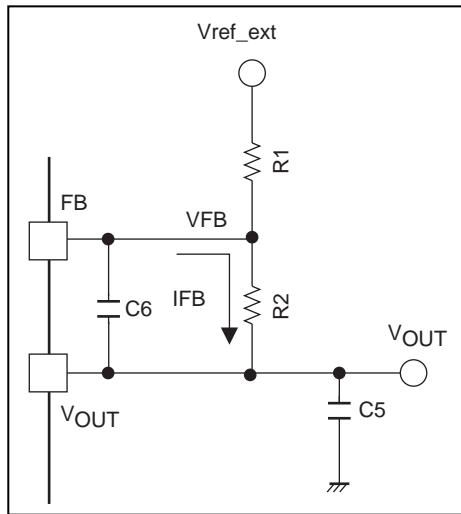 Vref_ext
R1
FB
VFB
IFB
R2
C6
VOUT
VOUT
C5